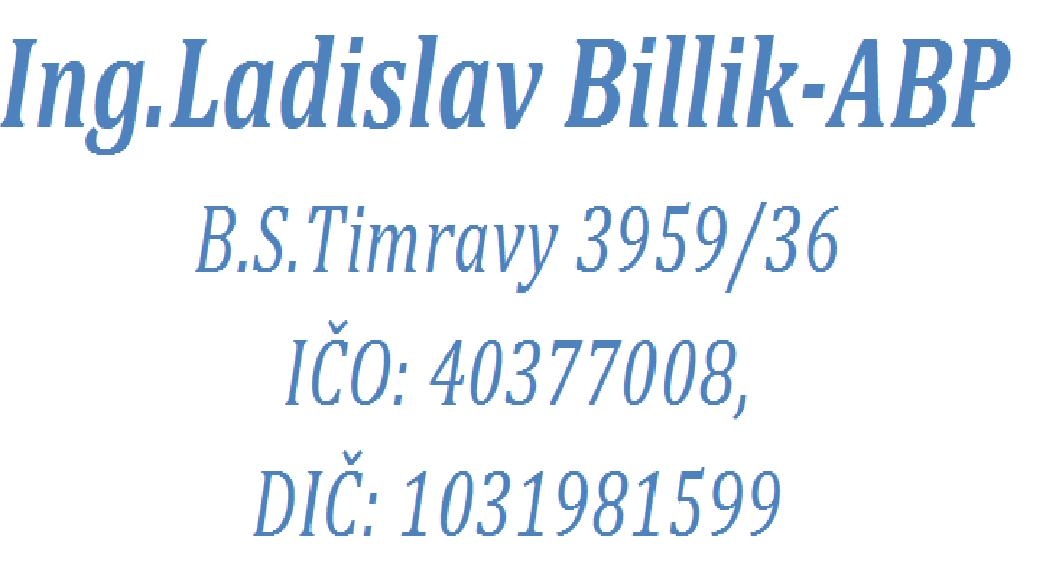 Ing.Ladislav Billik-ABP
B.S.Timravy 3959/36
IČO: 40377008,
DIČ: 1031981599